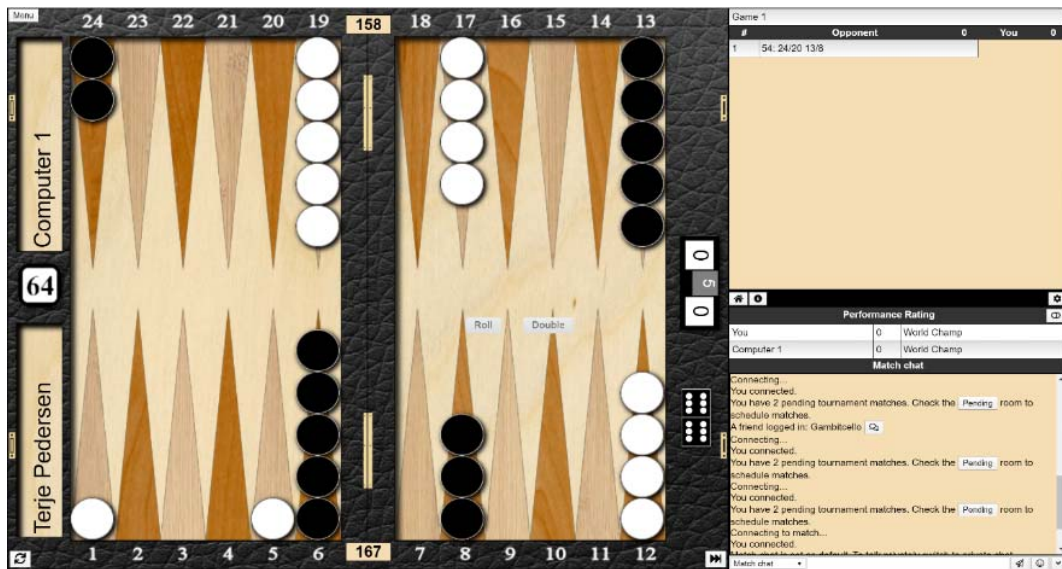 Menu
24 23 22 21 20 19 158 18 17 16 15 14 13
Computer 1
64
Terje Pedersen
Roll Double
0
5
0
1 2 3 4 5 6 167 7 8 9 10 11 12
Game 1
# Opponent 0 You 0
1 54: 24/20 13/8
Performance Rating
You 0 World Champ
Computer 1 0 World Champ
Match chat
Connecting...
You connected.
You have 2 pending tournament matches. Check the Pending room to
schedule matches.
A friend logged in: Gambitcello
Connecting...
You connected.
You have 2 pending tournament matches. Check the Pending room to
schedule matches.
Connecting...
You connected.
You have 2 pending tournament matches. Check the Pending room to
schedule matches.
Connecting to match...
You connected.
Match chat